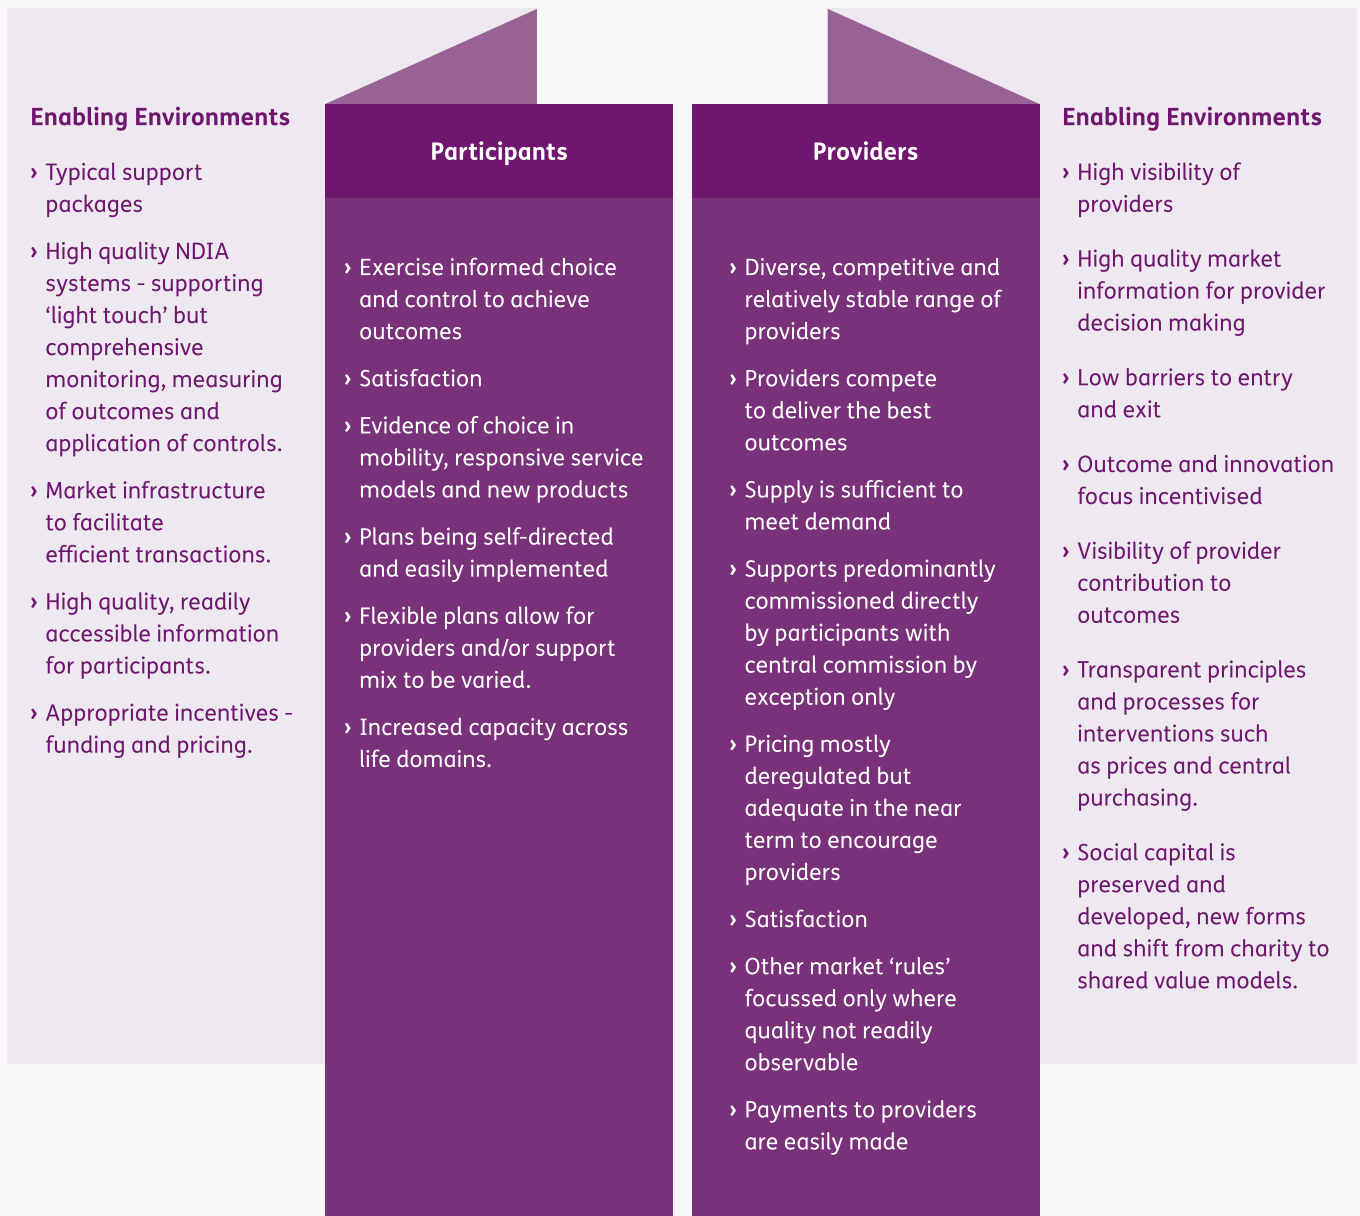 Enabling Environments
› Typical support
packages
› High quality NDIA
systems - supporting
‘light touch’ but
comprehensive
monitoring, measuring
of outcomes and
application of controls.
› Market infrastructure
to facilitate
efficient transactions.
› High quality, readily
accessible information
for participants.
› Appropriate incentives -
funding and pricing.
Participants
› Exercise informed choice
and control to achieve
outcomes
› Satisfaction
› Evidence of choice in
mobility, responsive service
models and new products
› Plans being self-directed
and easily implemented
› Flexible plans allow for
providers and/or support
mix to be varied.
› Increased capacity across
life domains.
Providers
› Diverse, competitive and
relatively stable range of
providers
› Providers compete
to deliver the best
outcomes
› Supply is sufficient to
meet demand
› Supports predominantly
commissioned directly
by participants with
central commission by
exception only
› Pricing mostly
deregulated but
adequate in the near
term to encourage
providers
› Satisfaction
› Other market ‘rules’
focussed only where
quality not readily
observable
› Payments to providers
are easily made
Enabling Environments
› High visibility of
providers
› High quality market
information for provider
decision making
› Low barriers to entry
and exit
› Outcome and innovation
focus incentivised
› Visibility of provider
contribution to
outcomes
› Transparent principles
and processes for
interventions such
as prices and central
purchasing.
› Social capital is
preserved and
developed, new forms
and shift from charity to
shared value models.